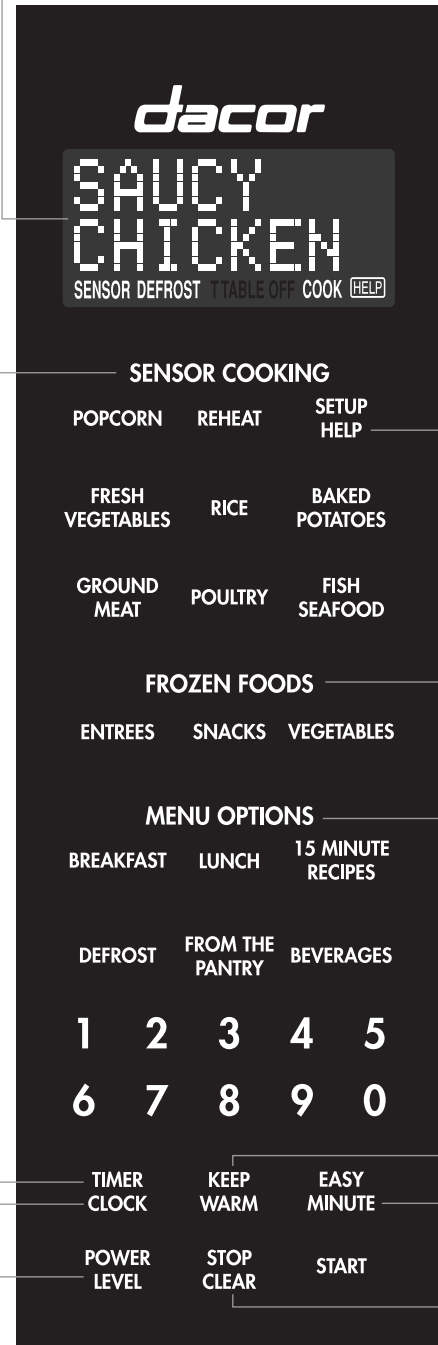 dacor
SAUCY
CHICKEN
SENSOR DEFROST T TABLE OFF COOK HELP
SENSOR COOKING
POPCORN REHEAT SETUP HELP
FRESH VEGETABLES RICE BAKED POTATOES
GROUND MEAT POULTRY FISH SEAFOOD
FROZEN FOODS
ENTREES SNACKS VEGETABLES
MENU OPTIONS
BREAKFAST LUNCH 15 MINUTE RECIPES
DEFROST FROM THE PANTRY BEVERAGES
1 2 3 4 5
6 7 8 9 0
TIMER CLOCK KEEP WARM EASY MINUTE
POWER LEVEL STOP CLEAR START